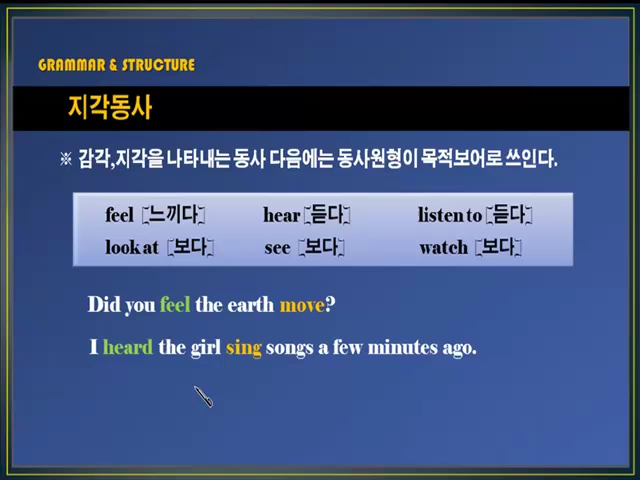 GRAMMAR & STRUCTURE
지각동사
※ 감각,지각을 나타내는 동사 다음에는 동사원형이 목적보어로 쓰인다.
feel [느끼다] hear [듣다] listen to [듣다]
look at [보다] see [보다] watch [보다]
Did you feel the earth move?
I heard the girl sing songs a few minutes ago.